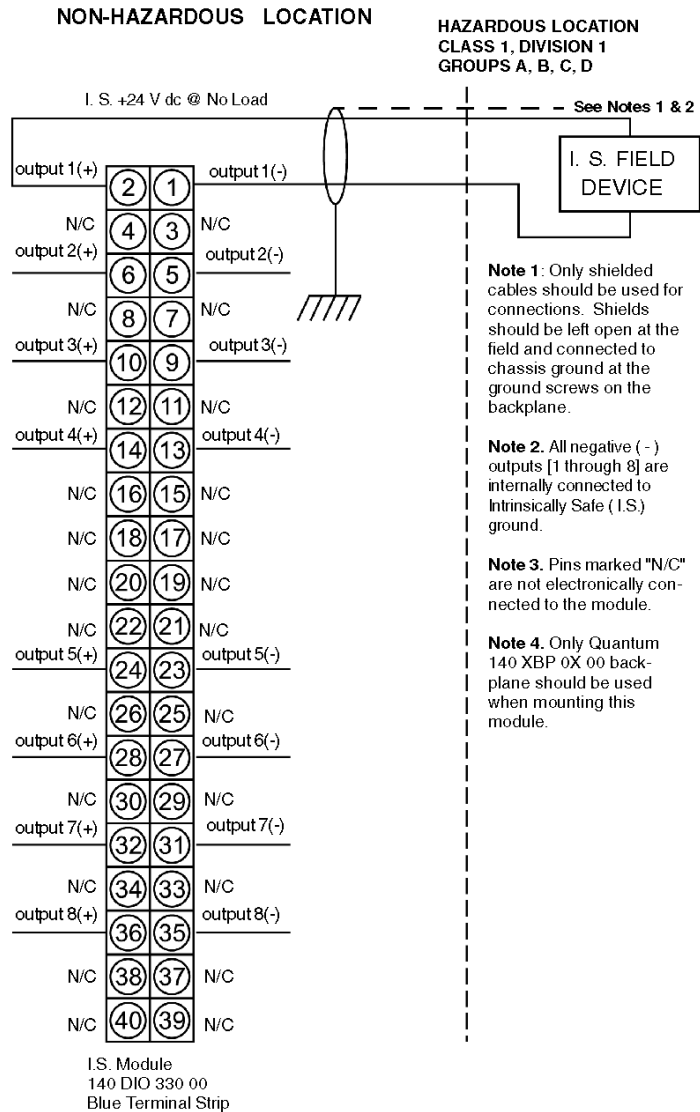 NON-HAZARDOUS LOCATION
HAZARDOUS LOCATION
CLASS 1, DIVISION 1
GROUPS A, B, C, D
I. S. +24 V dc @ No Load
See Notes 1 & 2
I. S. FIELD
DEVICE
output 1(+) 2 1 output 1(-)
N/C 4 3 N/C
output 2(+) 6 5 output 2(-)
N/C 8 7 N/C
output 3(+) 10 9 output 3(-)
N/C 12 11 N/C
output 4(+) 14 13 output 4(-)
N/C 16 15 N/C
N/C 18 17 N/C
N/C 20 19 N/C
N/C 22 21 N/C
output 5(+) 24 23 output 5(-)
N/C 26 25 N/C
output 6(+) 28 27 output 6(-)
N/C 30 29 N/C
output 7(+) 32 31 output 7(-)
N/C 34 33 N/C
output 8(+) 36 35 output 8(-)
N/C 38 37 N/C
N/C 40 39 N/C
I.S. Module
140 DIO 330 00
Blue Terminal Strip
Note 1: Only shielded
cables should be used for
connections. Shields
should be left open at the
field and connected to
chassis ground at the
ground screws on the
backplane.
Note 2. All negative ( - )
outputs [1 through 8] are
internally connected to
Intrinsically Safe ( I.S.)
ground.
Note 3. Pins marked "N/C"
are not electronically con-
nected to the module.
Note 4. Only Quantum
140 XBP 0X 00 back-
plane should be used
when mounting this
module.